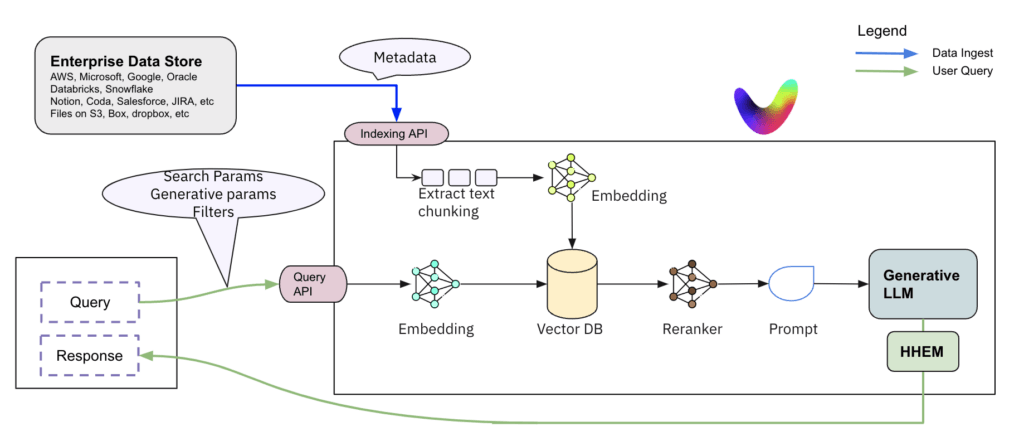 Legend
Data Ingest
User Query
Enterprise Data Store
AWS, Microsoft, Google, Oracle
Databricks, Snowflake
Notion, Coda, Salesforce, JIRA, etc
Files on S3, Box, dropbox, etc
Metadata
Indexing API
Search Params
Generative params
Filters
Extract text
chunking
Embedding
Query
Response
Query
API
Embedding
Vector DB
Reranker
Prompt
Generative
LLM
HHEM